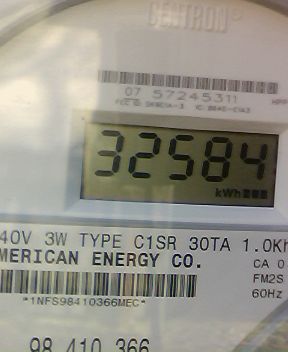 CENTRON®
07 57245311
32584
kWh
40V 3W TYPE C1SR 30TA 1.0Kh
MERICAN ENERGY CO.
CA 0
FM2S
60Hz
*1NFS98410366MEC*
98 410 366